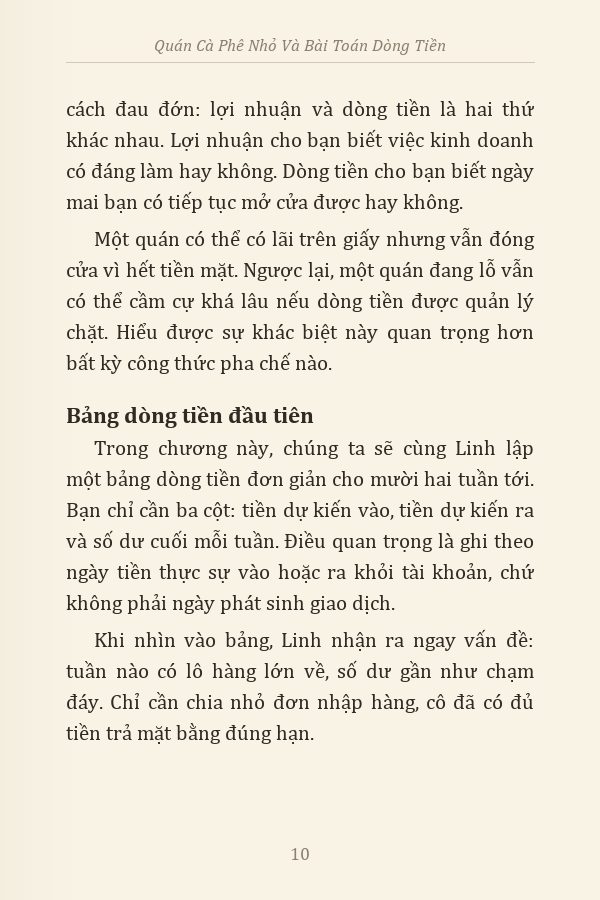 Quán Cà Phê Nhỏ Và Bài Toán Dòng Tiền
cách đau đớn: lợi nhuận và dòng tiền là hai thứ
khác nhau. Lợi nhuận cho bạn biết việc kinh doanh
có đáng làm hay không. Dòng tiền cho bạn biết ngày
mai bạn có tiếp tục mở cửa được hay không.
Một quán có thể có lãi trên giấy nhưng vẫn đóng
cửa vì hết tiền mặt. Ngược lại, một quán đang lỗ vẫn
có thể cầm cự khá lâu nếu dòng tiền được quản lý
chặt. Hiểu được sự khác biệt này quan trọng hơn
bất kỳ công thức pha chế nào.
Bảng dòng tiền đầu tiên
Trong chương này, chúng ta sẽ cùng Linh lập
một bảng dòng tiền đơn giản cho mười hai tuần tới.
Bạn chỉ cần ba cột: tiền dự kiến vào, tiền dự kiến ra
và số dư cuối mỗi tuần. Điều quan trọng là ghi theo
ngày tiền thực sự vào hoặc ra khỏi tài khoản, chứ
không phải ngày phát sinh giao dịch.
Khi nhìn vào bảng, Linh nhận ra ngay vấn đề:
tuần nào có lô hàng lớn về, số dư gần như chạm
đáy. Chỉ cần chia nhỏ đơn nhập hàng, cô đã có đủ
tiền trả mặt bằng đúng hạn.
10